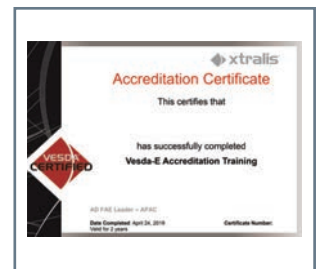 xtralis
Accreditation Certificate
This certifies that
has successfully completed
Vesda-E Accreditation Training
VESDA
CERTIFIED
AD FAE Leader – APAC
Date Completed: April 24, 2019
Valid for 2 years
Certificate Number: